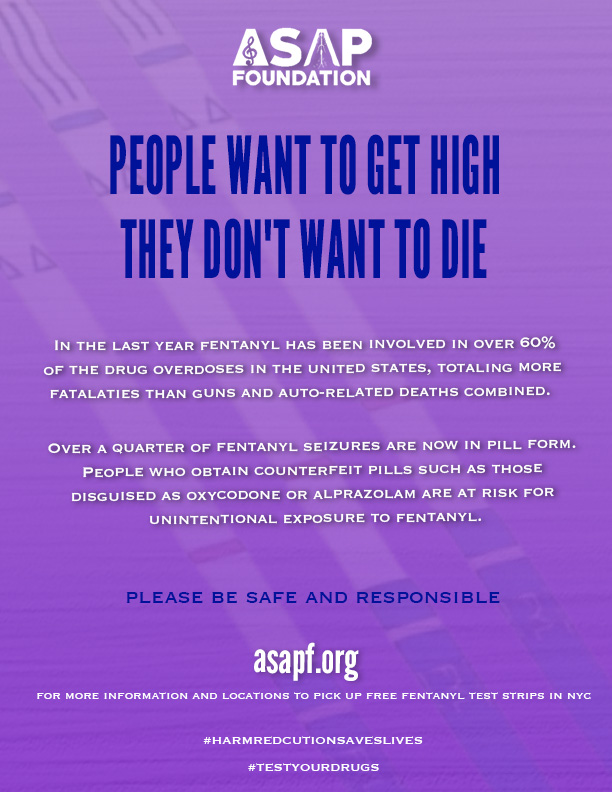 ASAP
FOUNDATION
PEOPLE WANT TO GET HIGH
THEY DON'T WANT TO DIE
IN THE LAST YEAR FENTANYL HAS BEEN INVOLVED IN OVER 60%
OF THE DRUG OVERDOSES IN THE UNITED STATES, TOTALING MORE
FATALATIES THAN GUNS AND AUTO-RELATED DEATHS COMBINED.
OVER A QUARTER OF FENTANYL SEIZURES ARE NOW IN PILL FORM.
PEOPLE WHO OBTAIN COUNTERFEIT PILLS SUCH AS THOSE
DISGUISED AS OXYCODONE OR ALPRAZOLAM ARE AT RISK FOR
UNINTENTIONAL EXPOSURE TO FENTANYL.
PLEASE BE SAFE AND RESPONSIBLE
asapf.org
FOR MORE INFORMATION AND LOCATIONS TO PICK UP FREE FENTANYL TEST STRIPS IN NYC
#HARMREDCUTIONSAVESLIVES
#TESTYOURDRUGS